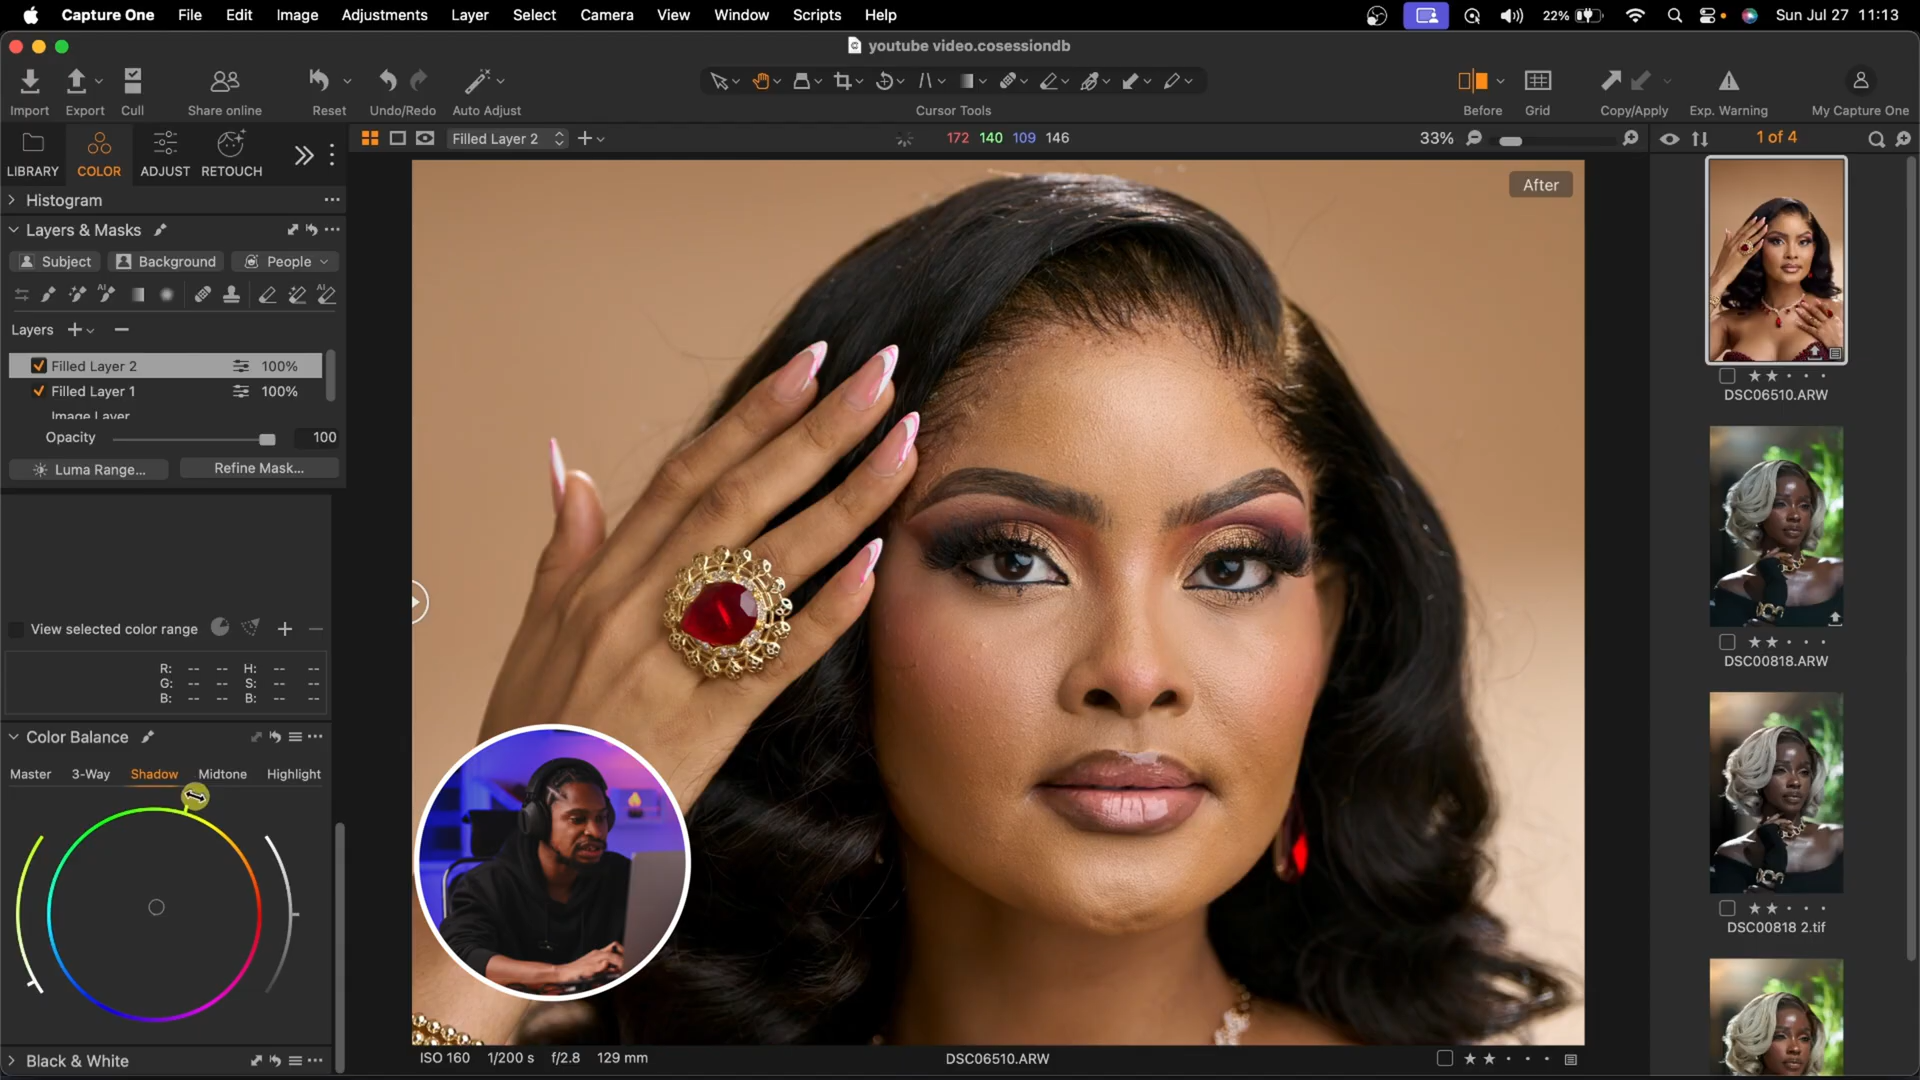 Capture One File Edit Image Adjustments Layer Select Camera View Window Scripts Help 22% Sun Jul 27 11:13
youtube video.cosessiondb
Import Export Cull Share online Reset Undo/Redo Auto Adjust Cursor Tools Before Grid Copy/Apply Exp. Warning My Capture One
LIBRARY COLOR ADJUST RETOUCH
Filled Layer 2 172 140 109 146 33% 1 of 4
Histogram
After
Layers & Masks
Subject Background People
AI AI
Layers
Filled Layer 2 100%
Filled Layer 1 100%
Image Layer
Opacity 100
Luma Range... Refine Mask...
View selected color range
R: -- -- H: -- --
G: -- -- S: -- --
B: -- -- B: -- --
Color Balance
Master 3-Way Shadow Midtone Highlight
Black & White
ISO 160 1/200 s f/2.8 129 mm DSC06510.ARW
DSC06510.ARW
DSC00818.ARW
DSC00818 2.tif